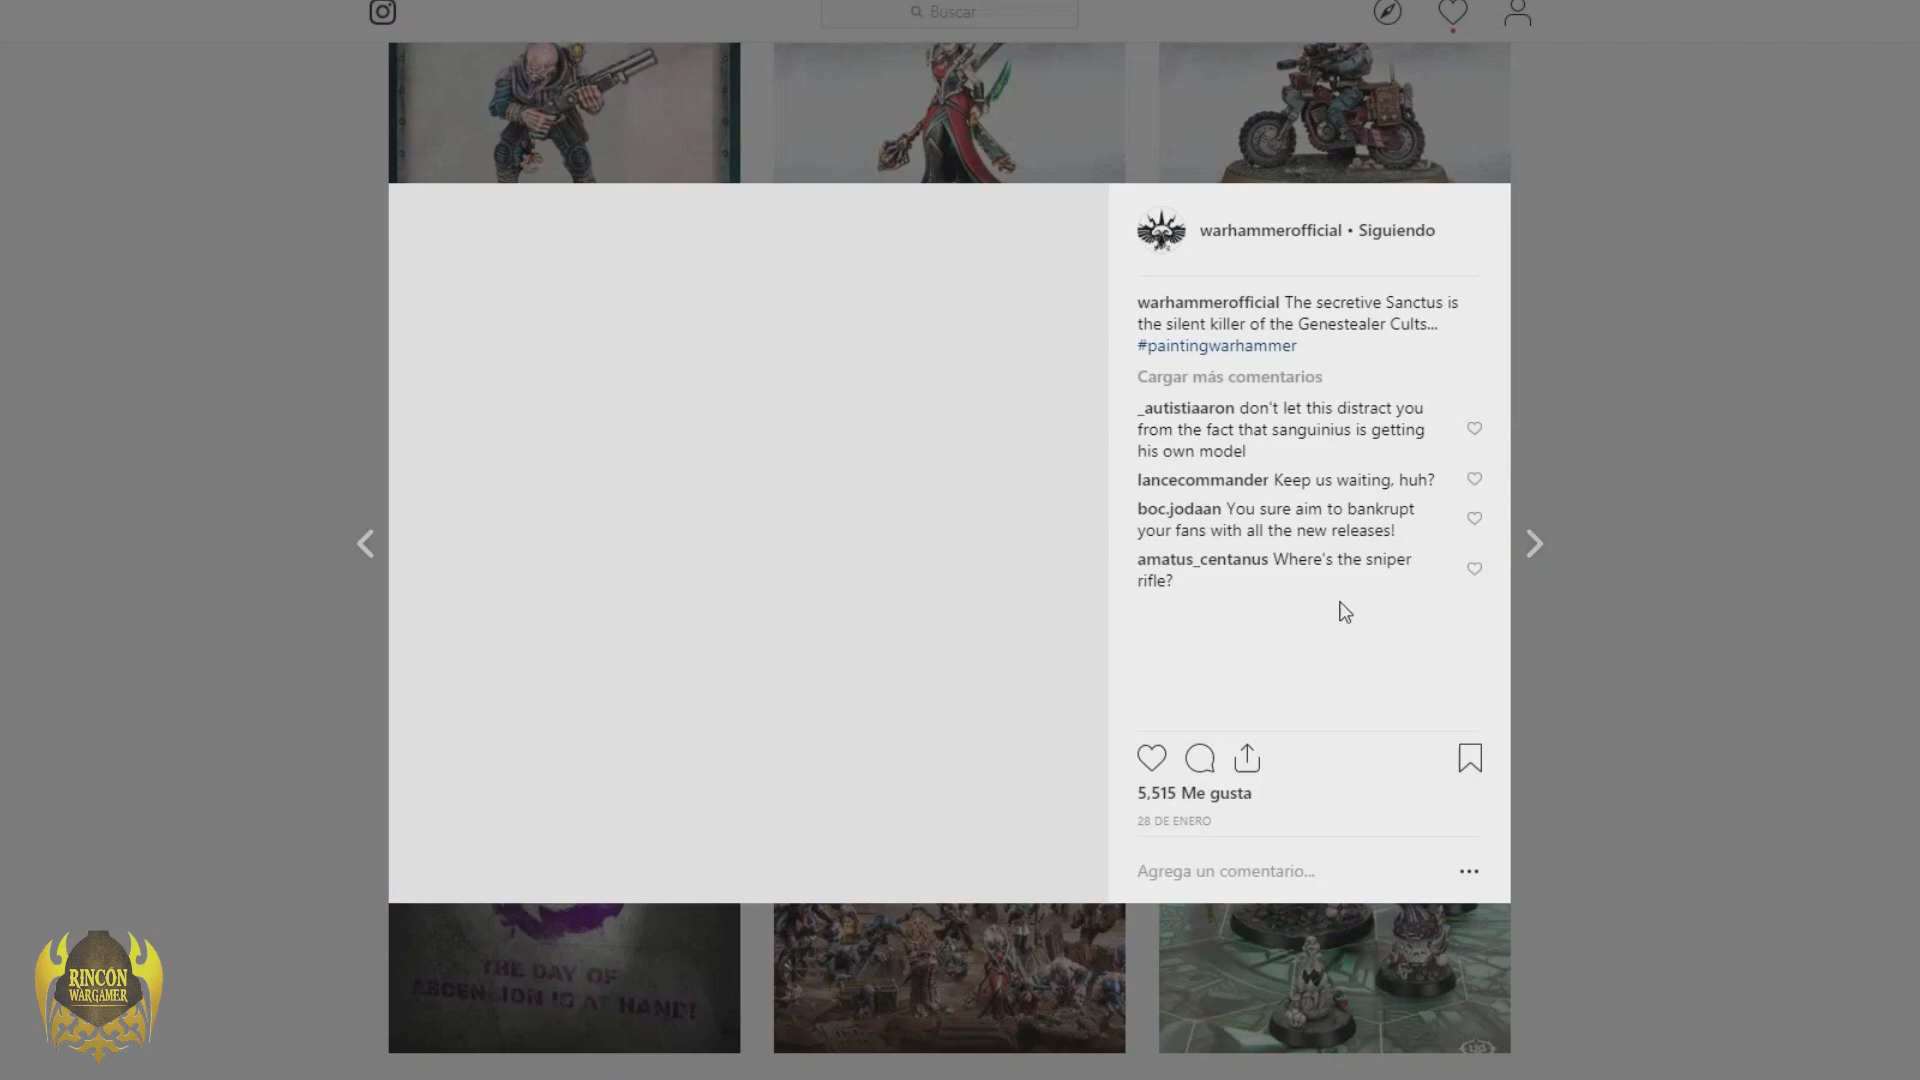 Buscar
warhammerofficial • Siguiendo
warhammerofficial The secretive Sanctus is
the silent killer of the Genestealer Cults...
#paintingwarhammer
Cargar más comentarios
_autistiaaron don't let this distract you
from the fact that sanguinius is getting
his own model
lancecommander Keep us waiting, huh?
boc.jodaan You sure aim to bankrupt
your fans with all the new releases!
amatus_centanus Where's the sniper
rifle?
5,515 Me gusta
28 DE ENERO
Agrega un comentario...
THE DAY OF
ASCENSION IS AT HAND!
RINCÓN
WARGAMER